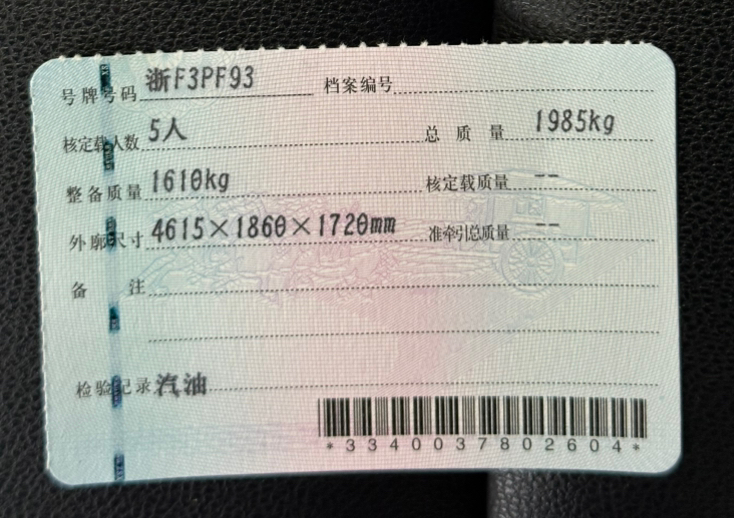 号牌号码 浙F3PF93 档案编号
核定载人数 5人 总质量 1985kg
整备质量 1610kg 核定载质量 --
外廓尺寸 4615×1860×1720mm 准牵引总质量 --
备注
检验记录 汽油
*3340037802604*